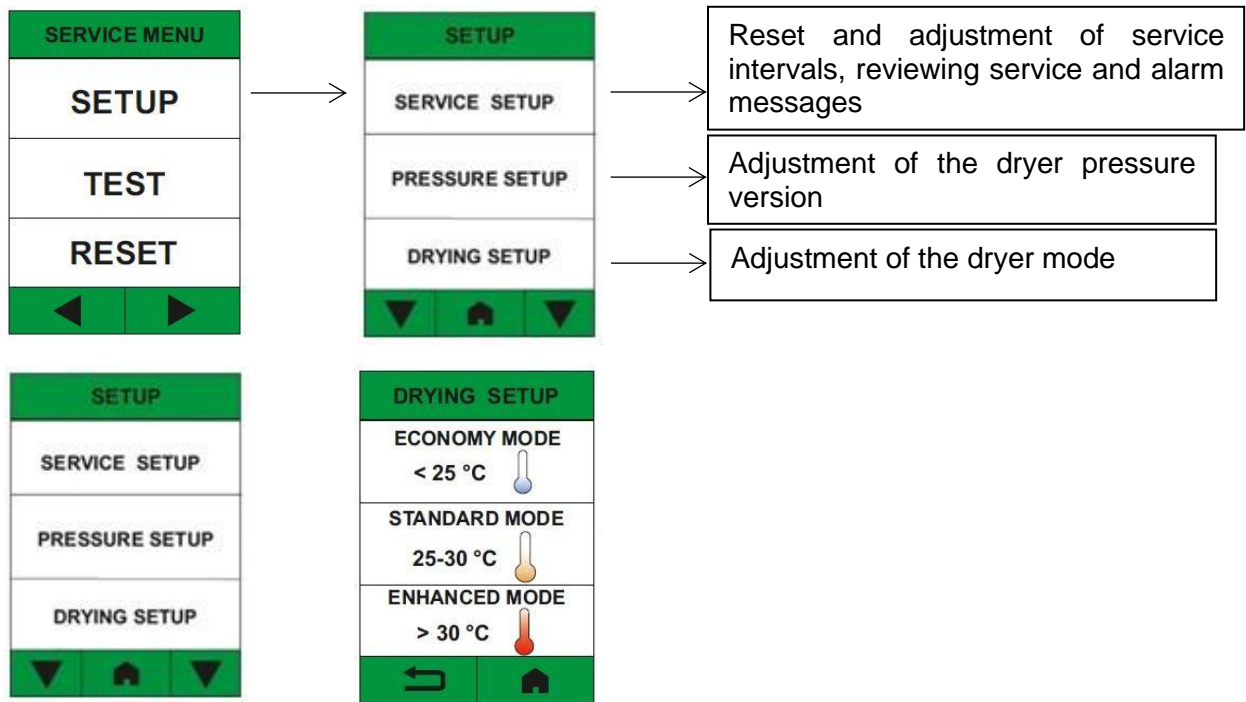 SERVICE MENU
SETUP
TEST
RESET
SETUP
SERVICE SETUP
PRESSURE SETUP
DRYING SETUP
Reset and adjustment of service
intervals, reviewing service and alarm
messages
Adjustment of the dryer pressure
version
Adjustment of the dryer mode
SETUP
SERVICE SETUP
PRESSURE SETUP
DRYING SETUP
DRYING SETUP
ECONOMY MODE
< 25 °C
STANDARD MODE
25-30 °C
ENHANCED MODE
> 30 °C